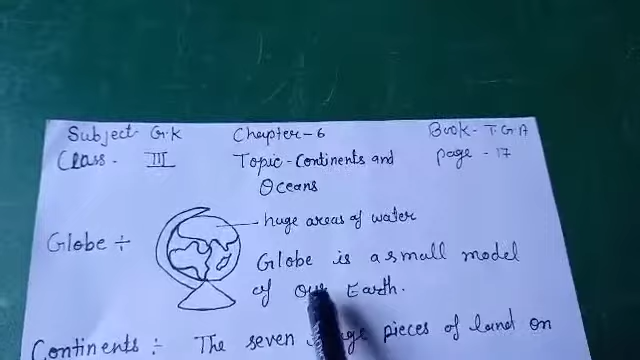 Subject- G.K Chapter-6 Book- T.G.A
Class - III Topic-Continents and Page - 17
Oceans
huge areas of water
Globe ÷ Globe is a small model
of Our Earth.
Continents ÷ The seven pieces of land on